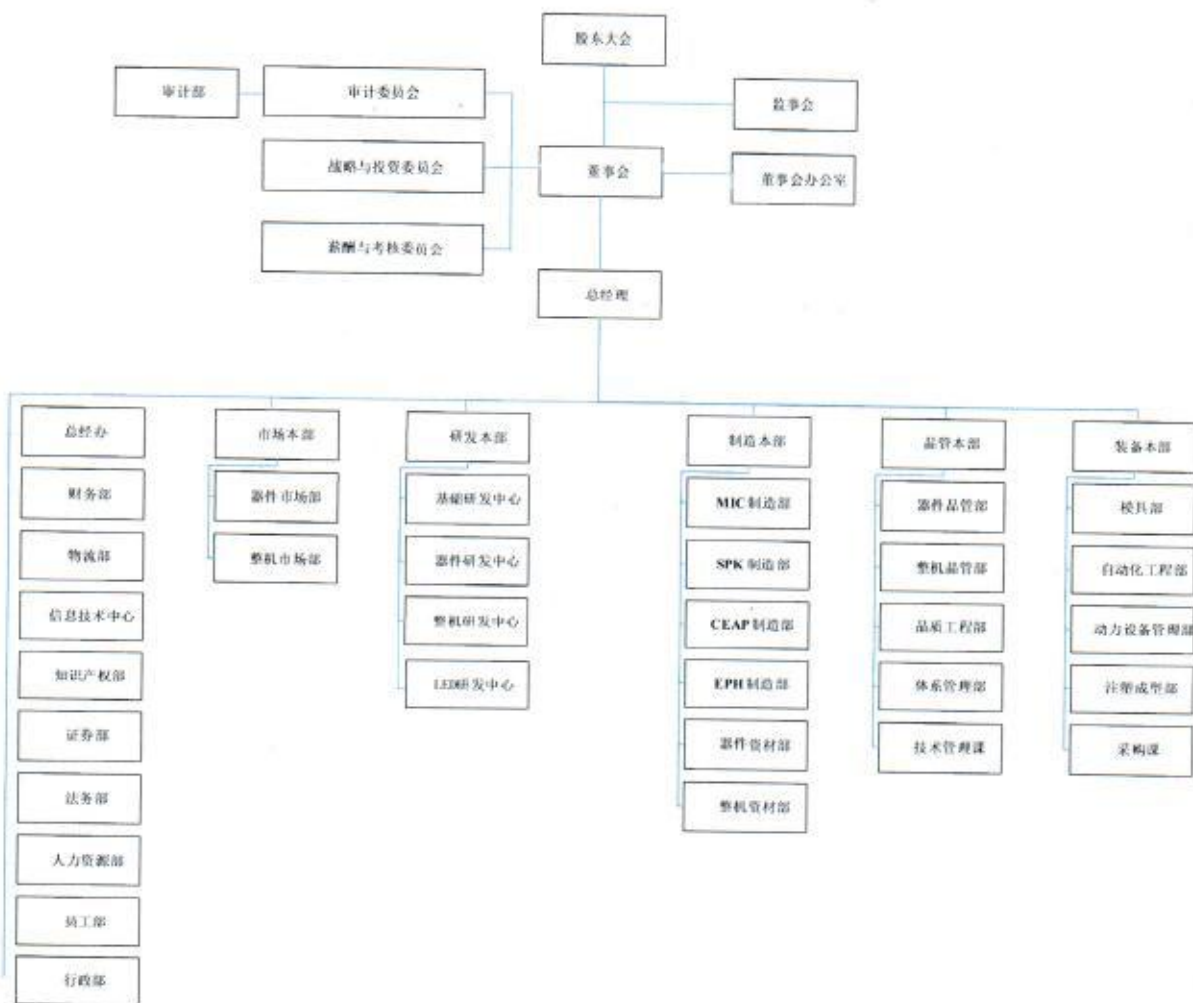 股东大会
审计部
审计委员会
监事会
战略与投资委员会
董事会
董事会办公室
薪酬与考核委员会
总经理
总经办
财务部
物流部
信息技术中心
知识产权部
证券部
法务部
人力资源部
员工部
行政部
市场本部
器件市场部
整机市场部
研发本部
基础研发中心
器件研发中心
整机研发中心
LED研发中心
制造本部
MIC制造部
SPK制造部
CEAP制造部
EPH制造部
器件资材部
整机资材部
品管本部
器件品管部
整机品管部
品质工程部
体系管理部
技术管理课
装备本部
模具部
自动化工程部
动力设备管理部
注塑成型部
采购课